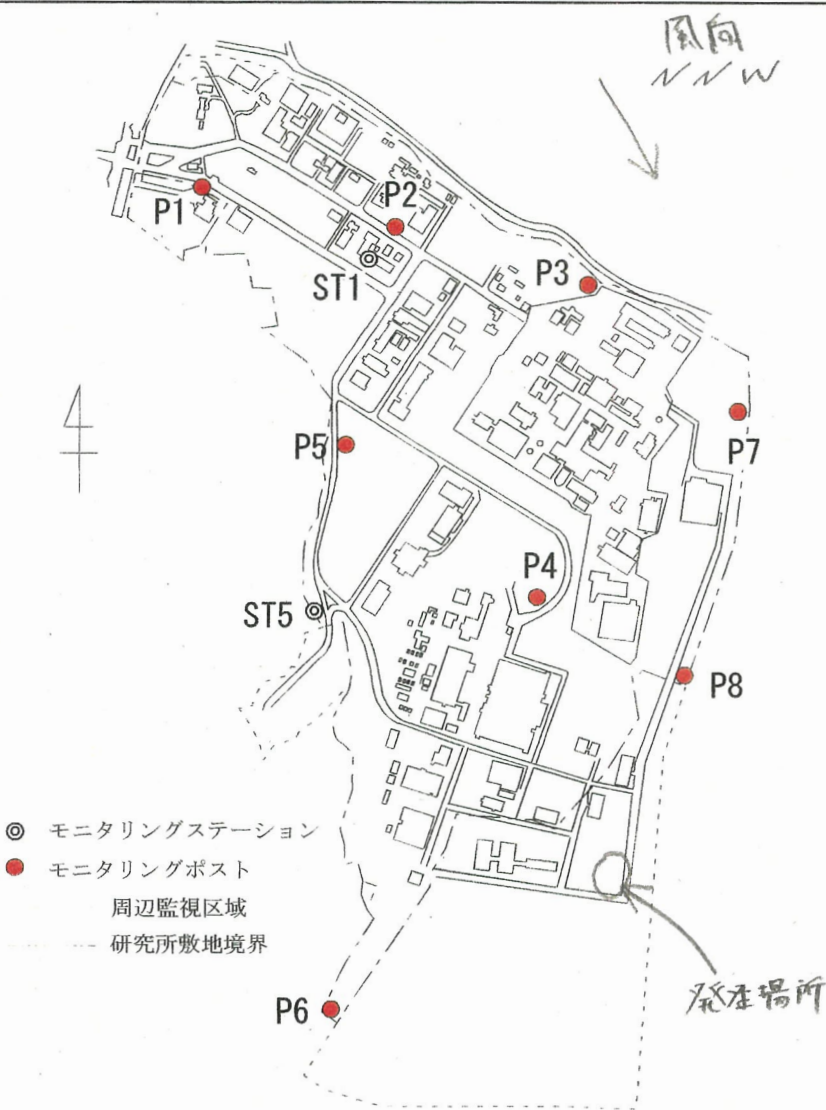 風向
NNW
P1
P2
ST1
P3
P7
P5
P4
ST5
P8
◎ モニタリングステーション
● モニタリングポスト
周辺監視区域
研究所敷地境界
P6
発生場所